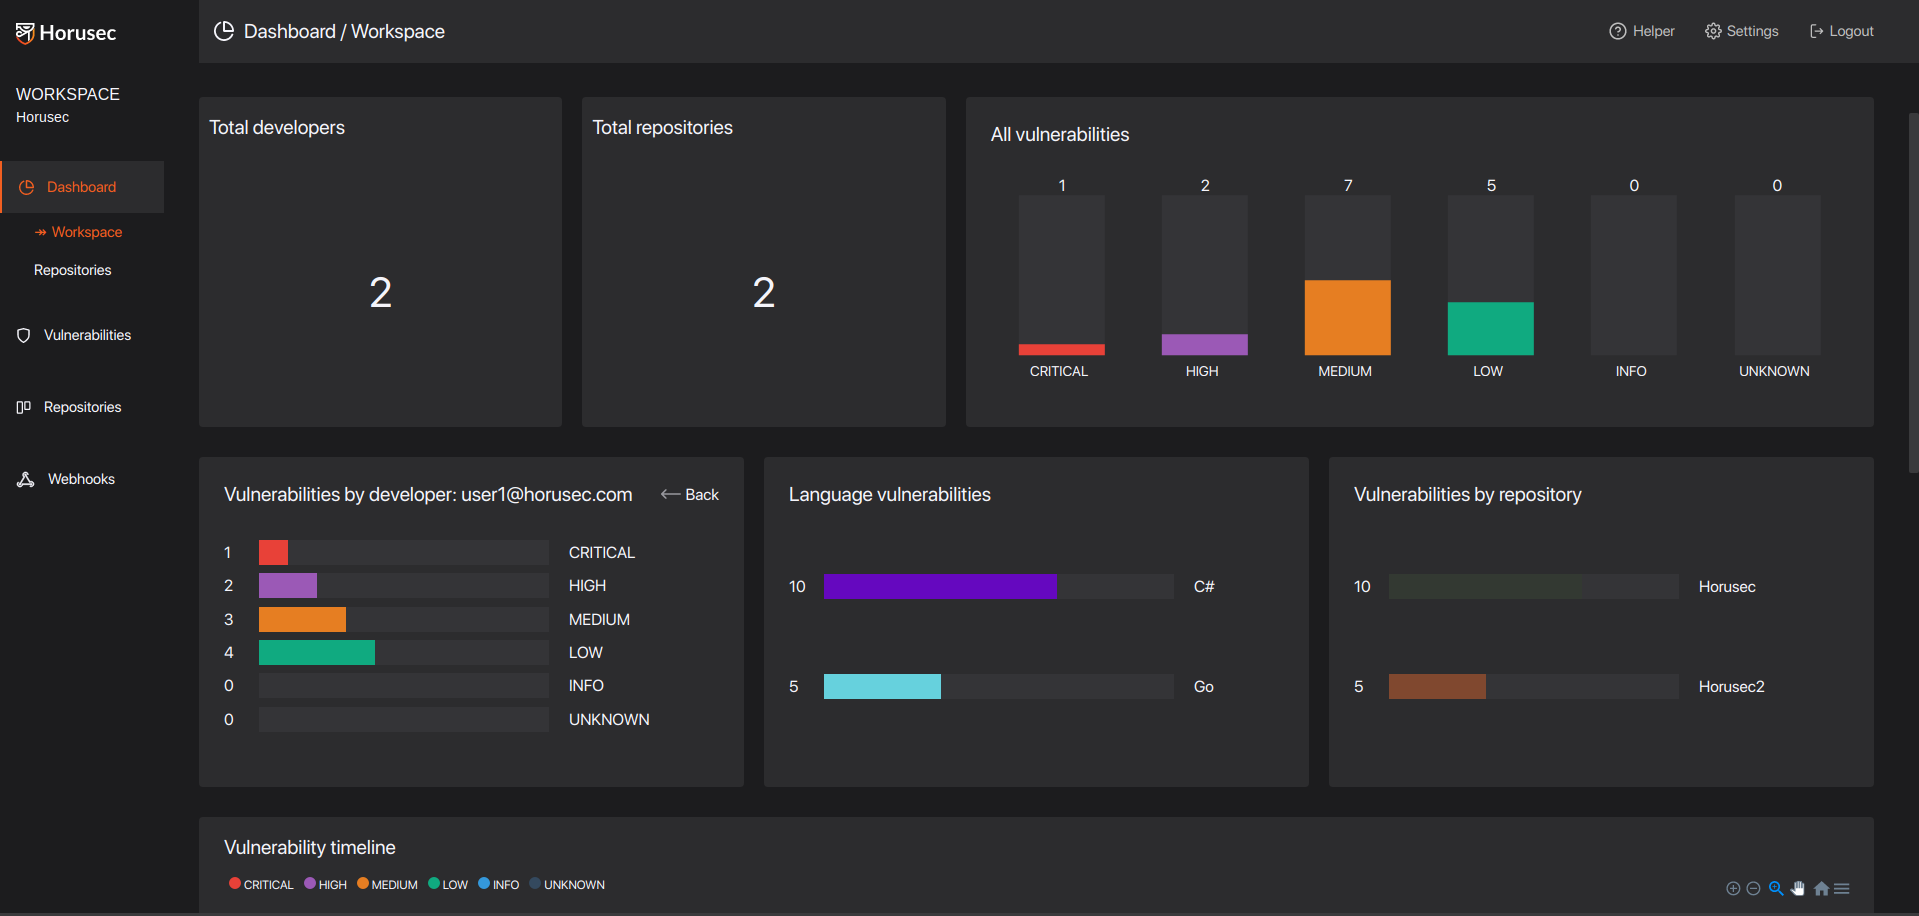 Horusec
Dashboard / Workspace
Helper
Settings
Logout
WORKSPACE
Horusec
Dashboard
Workspace
Repositories
Vulnerabilities
Repositories
Webhooks
Total developers
2
Total repositories
2
All vulnerabilities
1 2 7 5 0 0
CRITICAL HIGH MEDIUM LOW INFO UNKNOWN
Vulnerabilities by developer: user1@horusec.com
Back
1 CRITICAL
2 HIGH
3 MEDIUM
4 LOW
0 INFO
0 UNKNOWN
Language vulnerabilities
10 C#
5 Go
Vulnerabilities by repository
10 Horusec
5 Horusec2
Vulnerability timeline
CRITICAL HIGH MEDIUM LOW INFO UNKNOWN